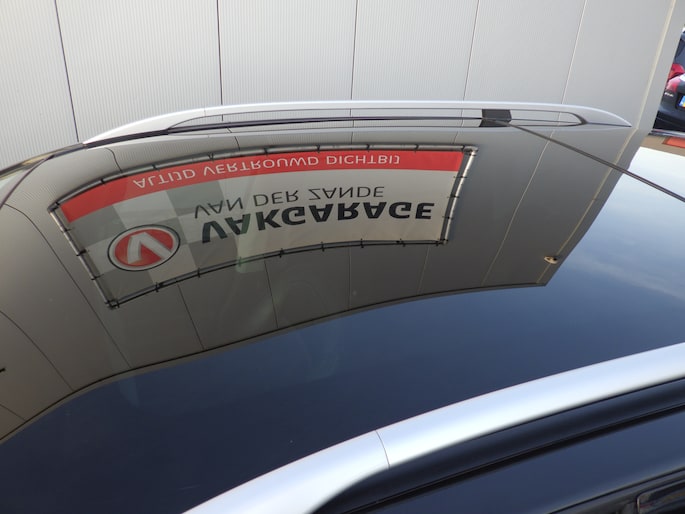 V VAKGARAGE
VAN DER ZANDE
ALTIJD VERTROUWD DICHTBIJ